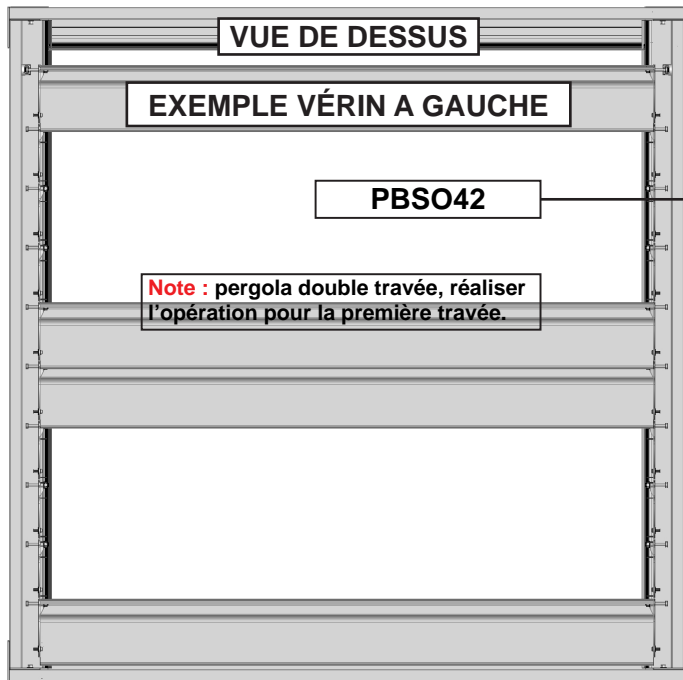 VUE DE DESSUS
EXEMPLE VÉRIN A GAUCHE
PBSO42
Note : pergola double travée, réaliser
l’opération pour la première travée.